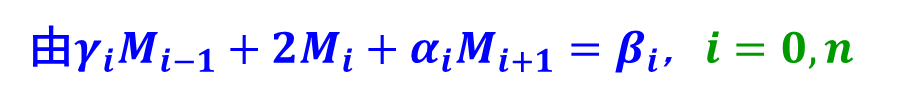 由γᵢMᵢ₋₁ + 2Mᵢ + αᵢMᵢ₊₁ = βᵢ, i = 0, n